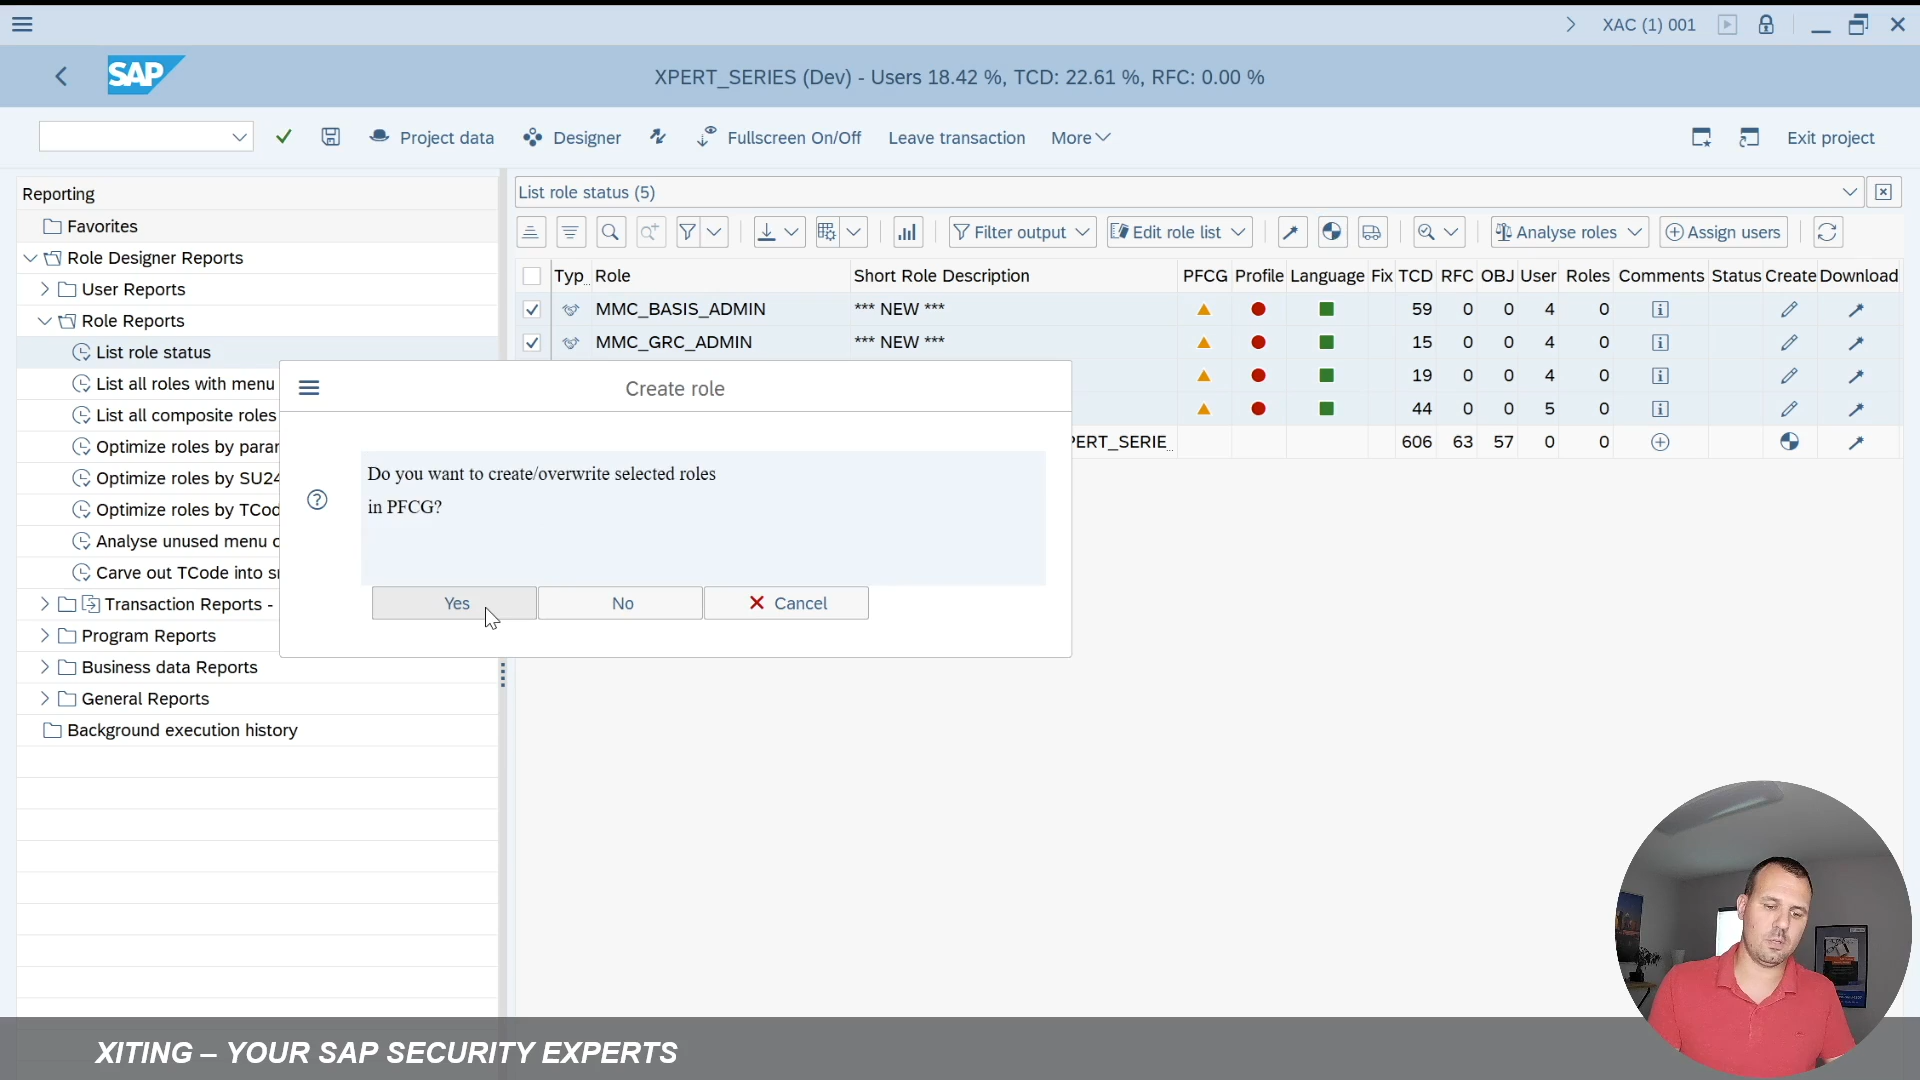 XAC (1) 001
SAP
XPERT_SERIES (Dev) - Users 18.42 %, TCD: 22.61 %, RFC: 0.00 %
Project data
Designer
Fullscreen On/Off
Leave transaction
More
Exit project
Reporting
Favorites
Role Designer Reports
User Reports
Role Reports
List role status
List all roles with menu
List all composite roles
Optimize roles by parar
Optimize roles by SU24
Optimize roles by TCod
Analyse unused menu o
Carve out TCode into si
Transaction Reports -
Program Reports
Business data Reports
General Reports
Background execution history
List role status (5)
Filter output
Edit role list
Analyse roles
Assign users
Typ.. Role Short Role Description PFCG Profile Language Fix TCD RFC OBJ User Roles Comments Status Create Download
MMC_BASIS_ADMIN *** NEW *** 59 0 0 4 0
MMC_GRC_ADMIN *** NEW *** 15 0 0 4 0
19 0 0 4 0
44 0 0 5 0
PERT_SERIE.. 606 63 57 0 0
Create role
Do you want to create/overwrite selected roles
in PFCG?
Yes
No
Cancel
XITING – YOUR SAP SECURITY EXPERTS